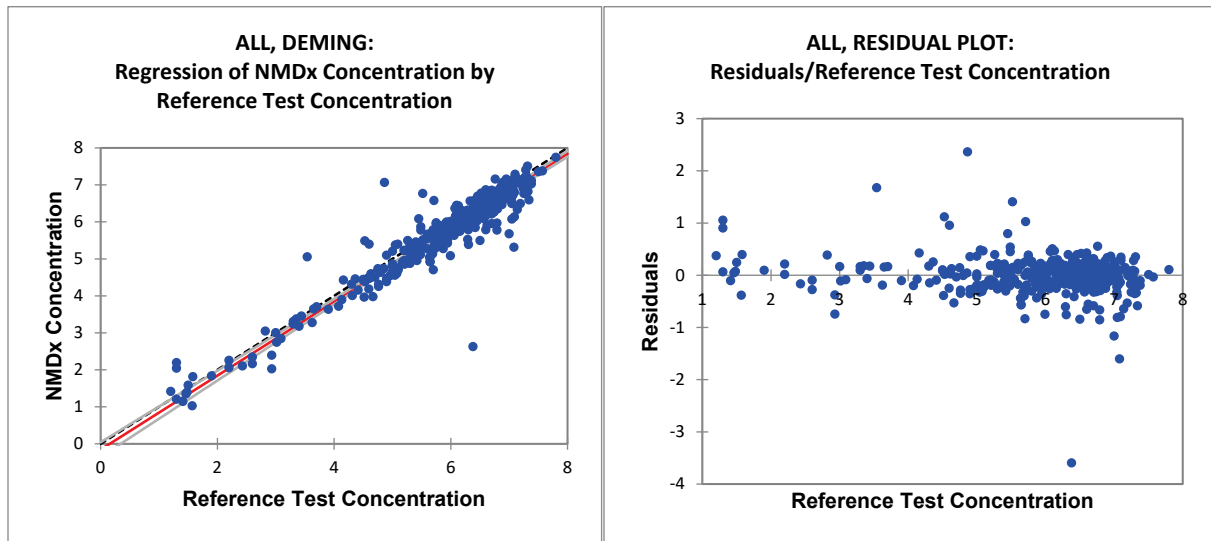 ALL, DEMING:
Regression of NMDx Concentration by
Reference Test Concentration
8
7
6
5
4
3
2
1
0
0 2 4 6 8
NMDx Concentration
Reference Test Concentration
ALL, RESIDUAL PLOT:
Residuals/Reference Test Concentration
3
2
1
0
-1
-2
-3
-4
1 2 3 4 5 6 7 8
Residuals
Reference Test Concentration